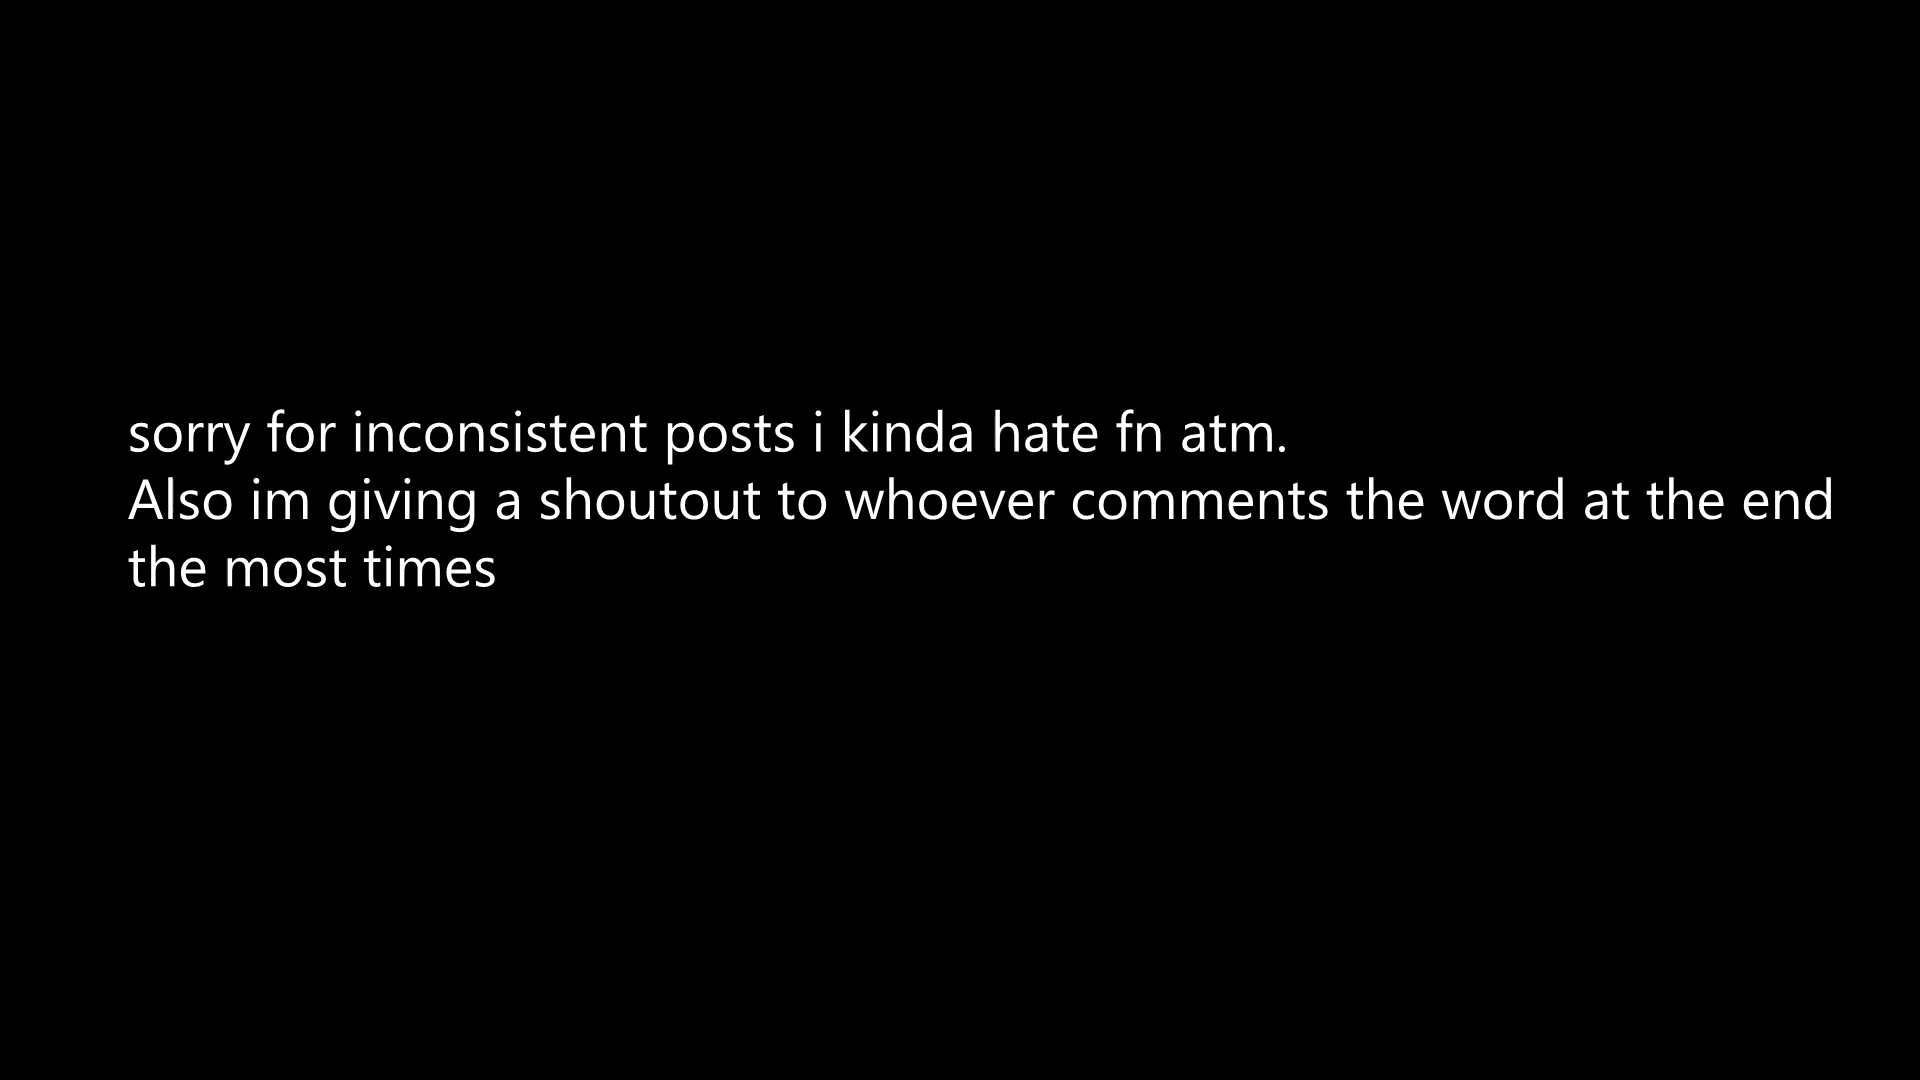 sorry for inconsistent posts i kinda hate fn atm.
Also im giving a shoutout to whoever comments the word at the end
the most times